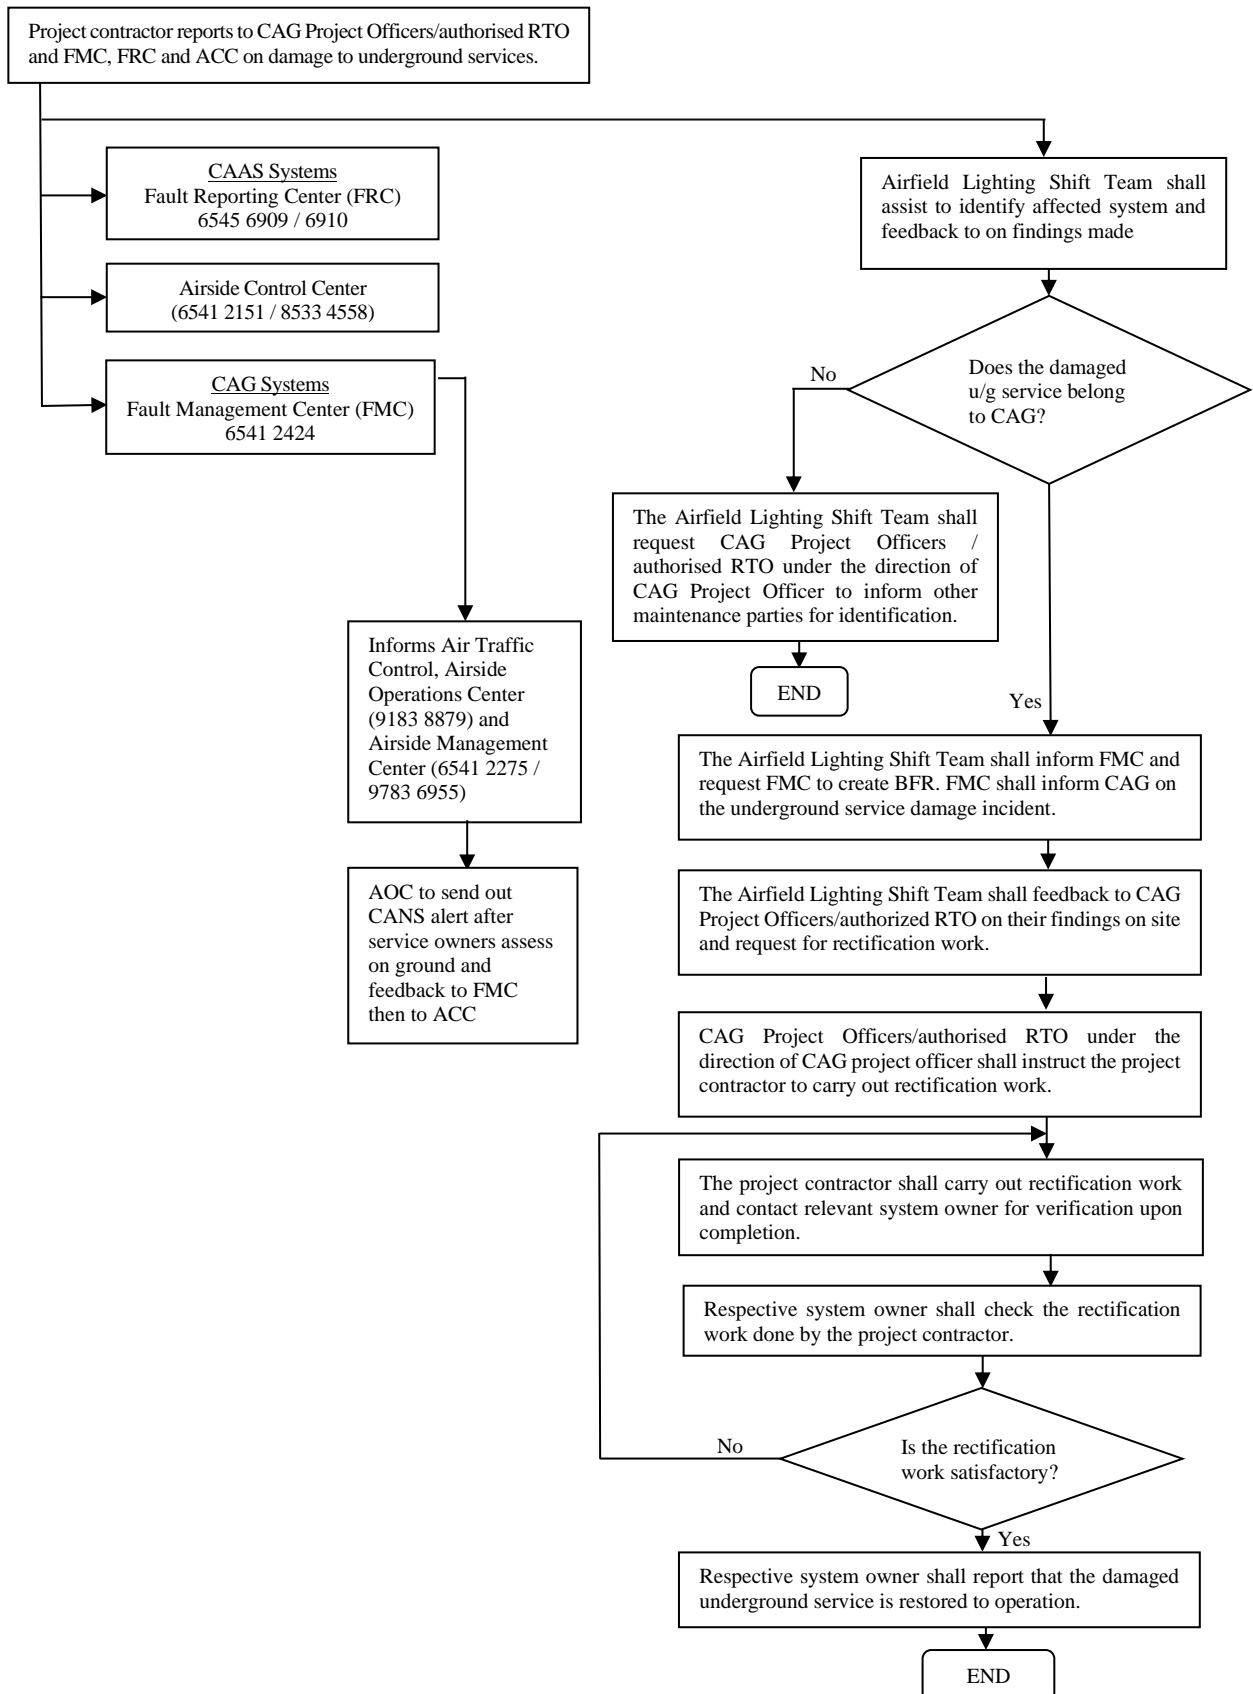 Project contractor reports to CAG Project Officers/authorised RTO
and FMC, FRC and ACC on damage to underground services.
CAAS Systems
Fault Reporting Center (FRC)
6545 6909 / 6910
Airside Control Center
(6541 2151 / 8533 4558)
CAG Systems
Fault Management Center (FMC)
6541 2424
Informs Air Traffic
Control, Airside
Operations Center
(9183 8879) and
Airside Management
Center (6541 2275 /
9783 6955)
AOC to send out
CANS alert after
service owners assess
on ground and
feedback to FMC
then to ACC
Airfield Lighting Shift Team shall
assist to identify affected system and
feedback to on findings made
Does the damaged
u/g service belong
to CAG?
No
The Airfield Lighting Shift Team shall
request CAG Project Officers /
authorised RTO under the direction of
CAG Project Officer to inform other
maintenance parties for identification.
END
Yes
The Airfield Lighting Shift Team shall inform FMC and
request FMC to create BFR. FMC shall inform CAG on
the underground service damage incident.
The Airfield Lighting Shift Team shall feedback to CAG
Project Officers/authorized RTO on their findings on site
and request for rectification work.
CAG Project Officers/authorised RTO under the
direction of CAG project officer shall instruct the project
contractor to carry out rectification work.
The project contractor shall carry out rectification work
and contact relevant system owner for verification upon
completion.
Respective system owner shall check the rectification
work done by the project contractor.
Is the rectification
work satisfactory?
No
Yes
Respective system owner shall report that the damaged
underground service is restored to operation.
END